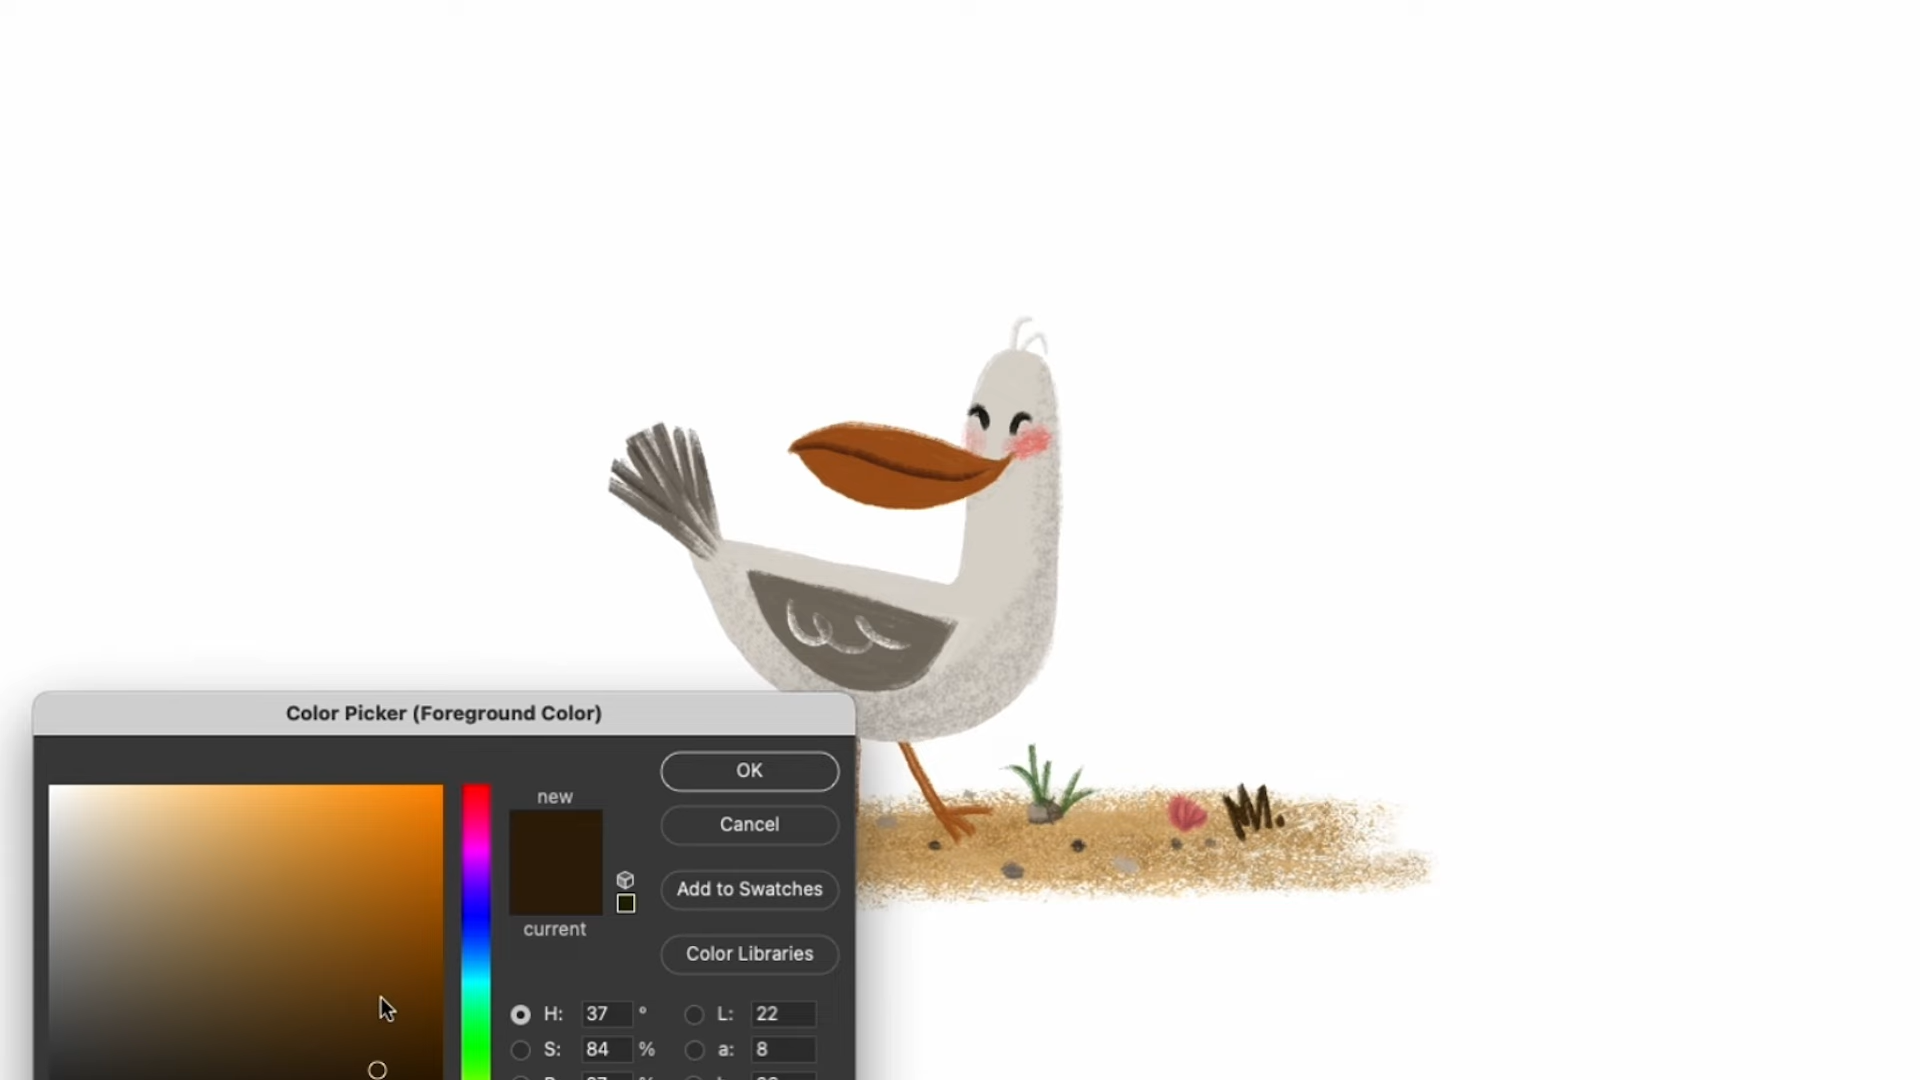 M.
Color Picker (Foreground Color)
OK
new
Cancel
Add to Swatches
current
Color Libraries
H: 37 ° L: 22
S: 84 % a: 8